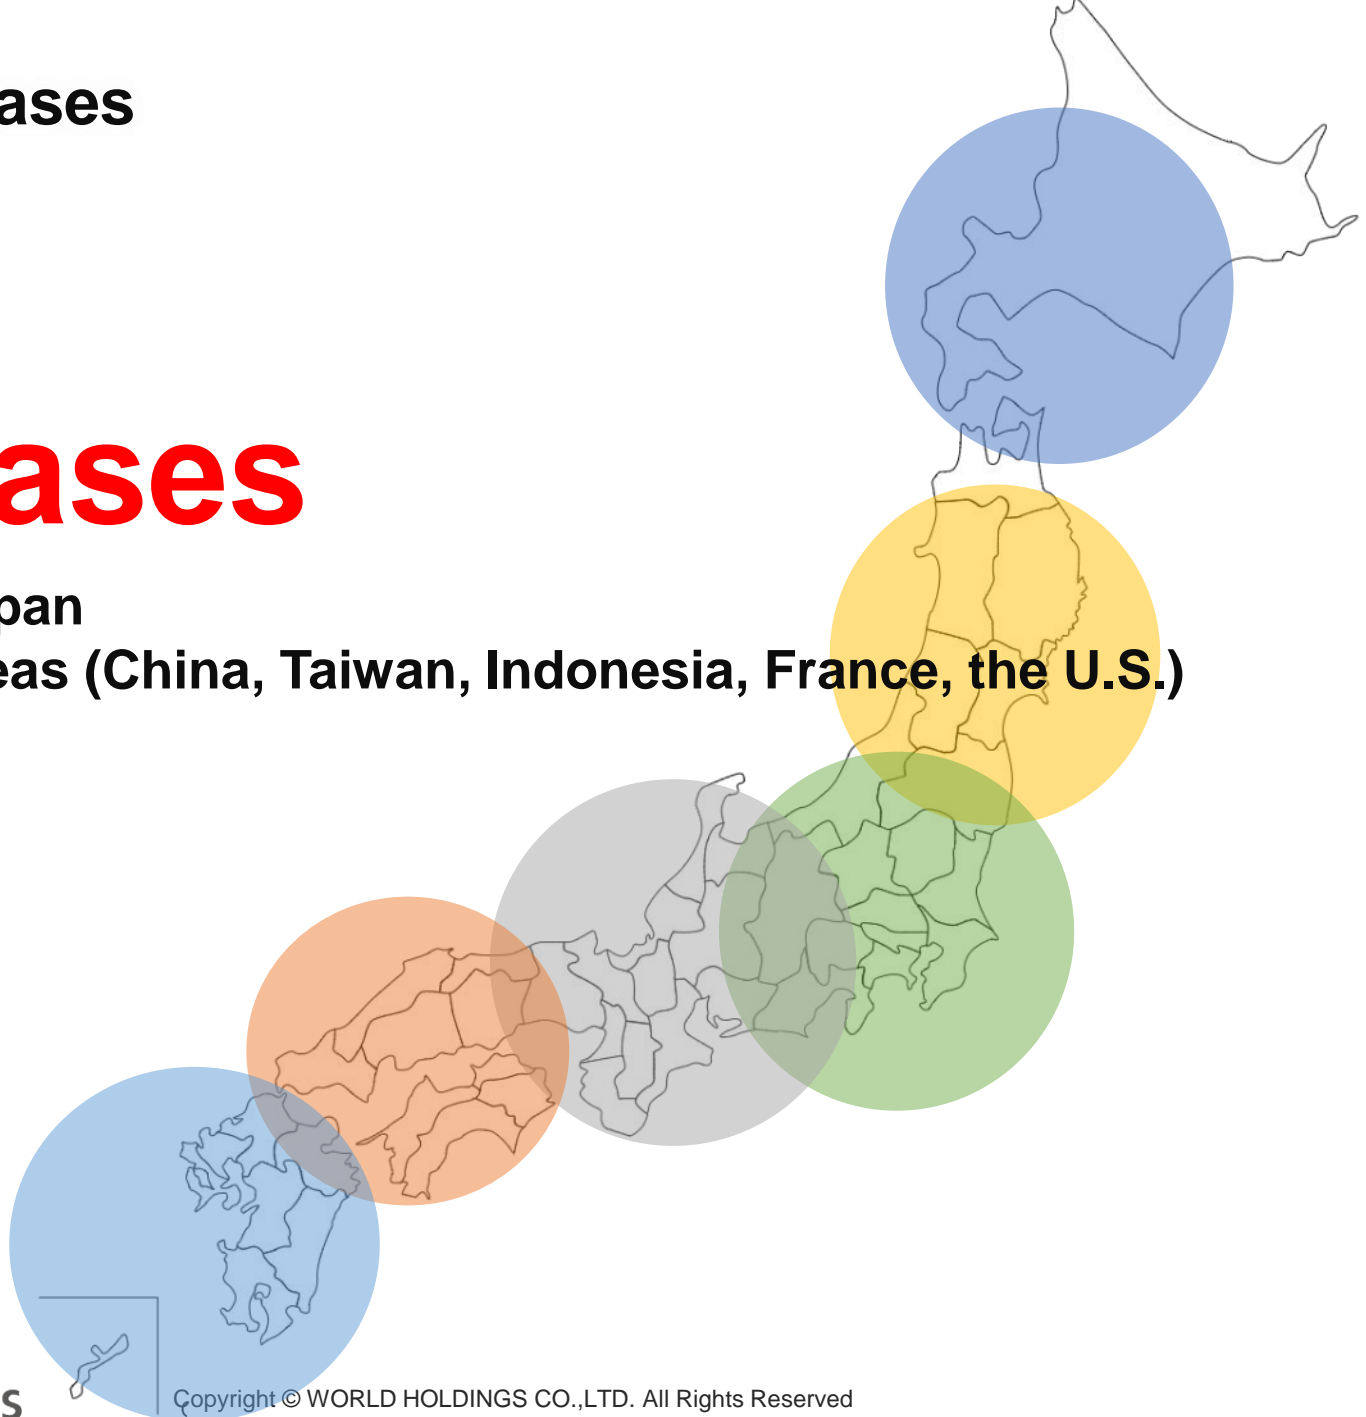 ases
ases
pan
eas (China, Taiwan, Indonesia, France, the U.S.)
s
Copyright © WORLD HOLDINGS CO.,LTD. All Rights Reserved